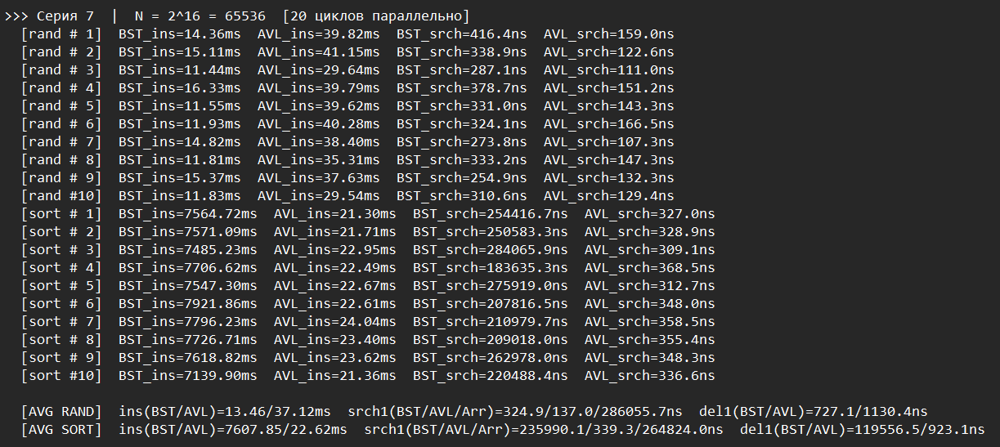 >>> Серия 7  |  N = 2^16 = 65536  [20 циклов параллельно]
[rand # 1]  BST_ins=14.36ms  AVL_ins=39.82ms  BST_srch=416.4ns  AVL_srch=159.0ns
[rand # 2]  BST_ins=15.11ms  AVL_ins=41.15ms  BST_srch=338.9ns  AVL_srch=122.6ns
[rand # 3]  BST_ins=11.44ms  AVL_ins=29.64ms  BST_srch=287.1ns  AVL_srch=111.0ns
[rand # 4]  BST_ins=16.33ms  AVL_ins=39.79ms  BST_srch=378.7ns  AVL_srch=151.2ns
[rand # 5]  BST_ins=11.55ms  AVL_ins=39.62ms  BST_srch=331.0ns  AVL_srch=143.3ns
[rand # 6]  BST_ins=11.93ms  AVL_ins=40.28ms  BST_srch=324.1ns  AVL_srch=166.5ns
[rand # 7]  BST_ins=14.82ms  AVL_ins=38.40ms  BST_srch=273.8ns  AVL_srch=107.3ns
[rand # 8]  BST_ins=11.81ms  AVL_ins=35.31ms  BST_srch=333.2ns  AVL_srch=147.3ns
[rand # 9]  BST_ins=15.37ms  AVL_ins=37.63ms  BST_srch=254.9ns  AVL_srch=132.3ns
[rand #10]  BST_ins=11.83ms  AVL_ins=29.54ms  BST_srch=310.6ns  AVL_srch=129.4ns
[sort # 1]  BST_ins=7564.72ms  AVL_ins=21.30ms  BST_srch=254416.7ns  AVL_srch=327.0ns
[sort # 2]  BST_ins=7571.09ms  AVL_ins=21.71ms  BST_srch=250583.3ns  AVL_srch=328.9ns
[sort # 3]  BST_ins=7485.23ms  AVL_ins=22.95ms  BST_srch=284065.9ns  AVL_srch=309.1ns
[sort # 4]  BST_ins=7706.62ms  AVL_ins=22.49ms  BST_srch=183635.3ns  AVL_srch=368.5ns
[sort # 5]  BST_ins=7547.30ms  AVL_ins=22.67ms  BST_srch=275919.0ns  AVL_srch=312.7ns
[sort # 6]  BST_ins=7921.86ms  AVL_ins=22.61ms  BST_srch=207816.5ns  AVL_srch=348.0ns
[sort # 7]  BST_ins=7796.23ms  AVL_ins=24.04ms  BST_srch=210979.7ns  AVL_srch=358.5ns
[sort # 8]  BST_ins=7726.71ms  AVL_ins=23.40ms  BST_srch=209018.0ns  AVL_srch=355.4ns
[sort # 9]  BST_ins=7618.82ms  AVL_ins=23.62ms  BST_srch=262978.0ns  AVL_srch=348.3ns
[sort #10]  BST_ins=7139.90ms  AVL_ins=21.36ms  BST_srch=220488.4ns  AVL_srch=336.6ns
[AVG RAND]  ins(BST/AVL)=13.46/37.12ms  srch1(BST/AVL/Arr)=324.9/137.0/286055.7ns  del1(BST/AVL)=727.1/1130.4ns
[AVG SORT]  ins(BST/AVL)=7607.85/22.62ms  srch1(BST/AVL/Arr)=235990.1/339.3/264824.0ns  del1(BST/AVL)=119556.5/923.1ns